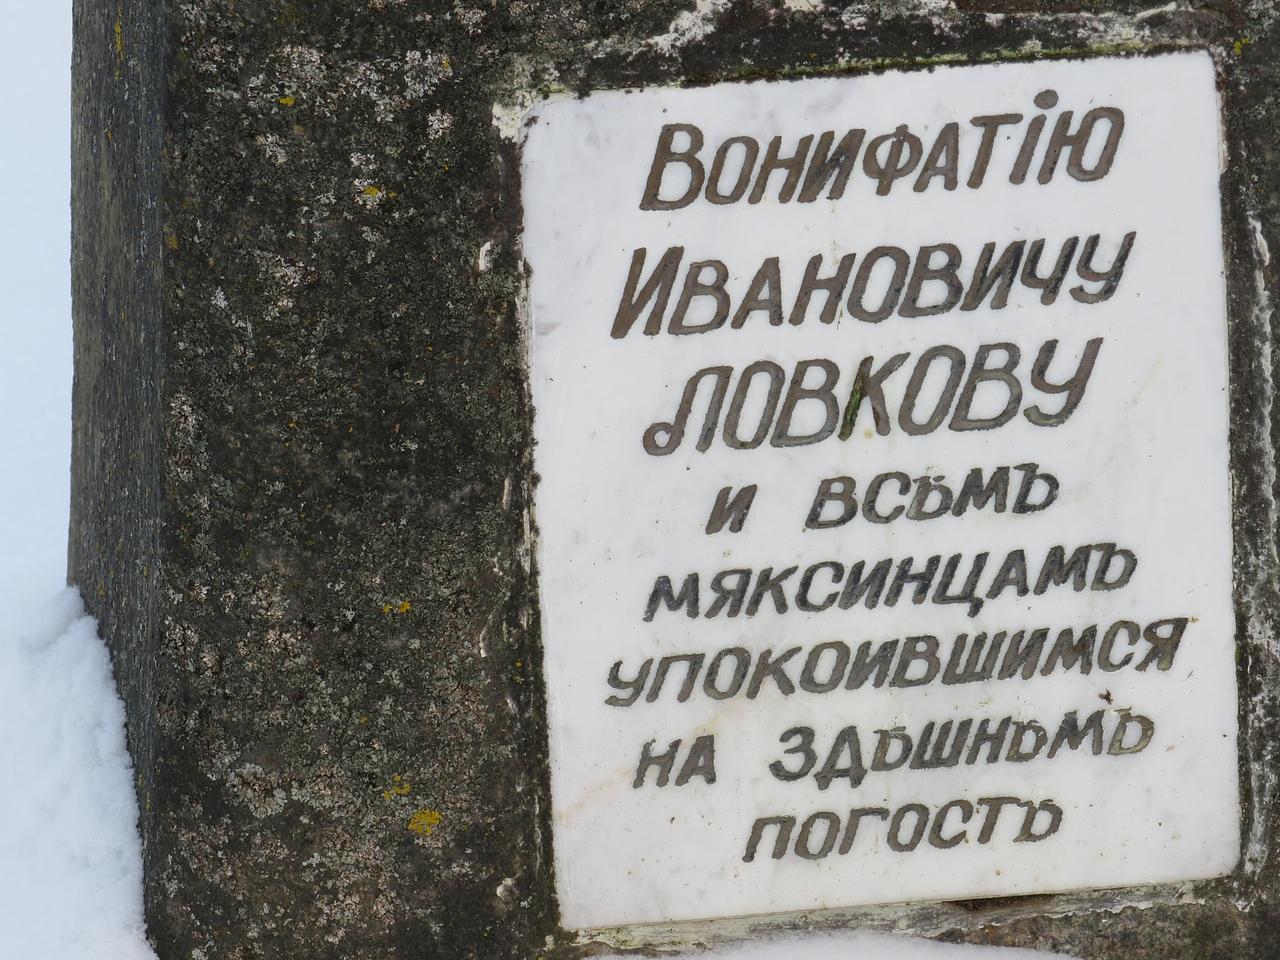 Вонифатію
Ивановичу
Ловкову
и всѣмъ
мяксинцамъ
упокоившимся
на здѣшнѣмъ
погостѣ